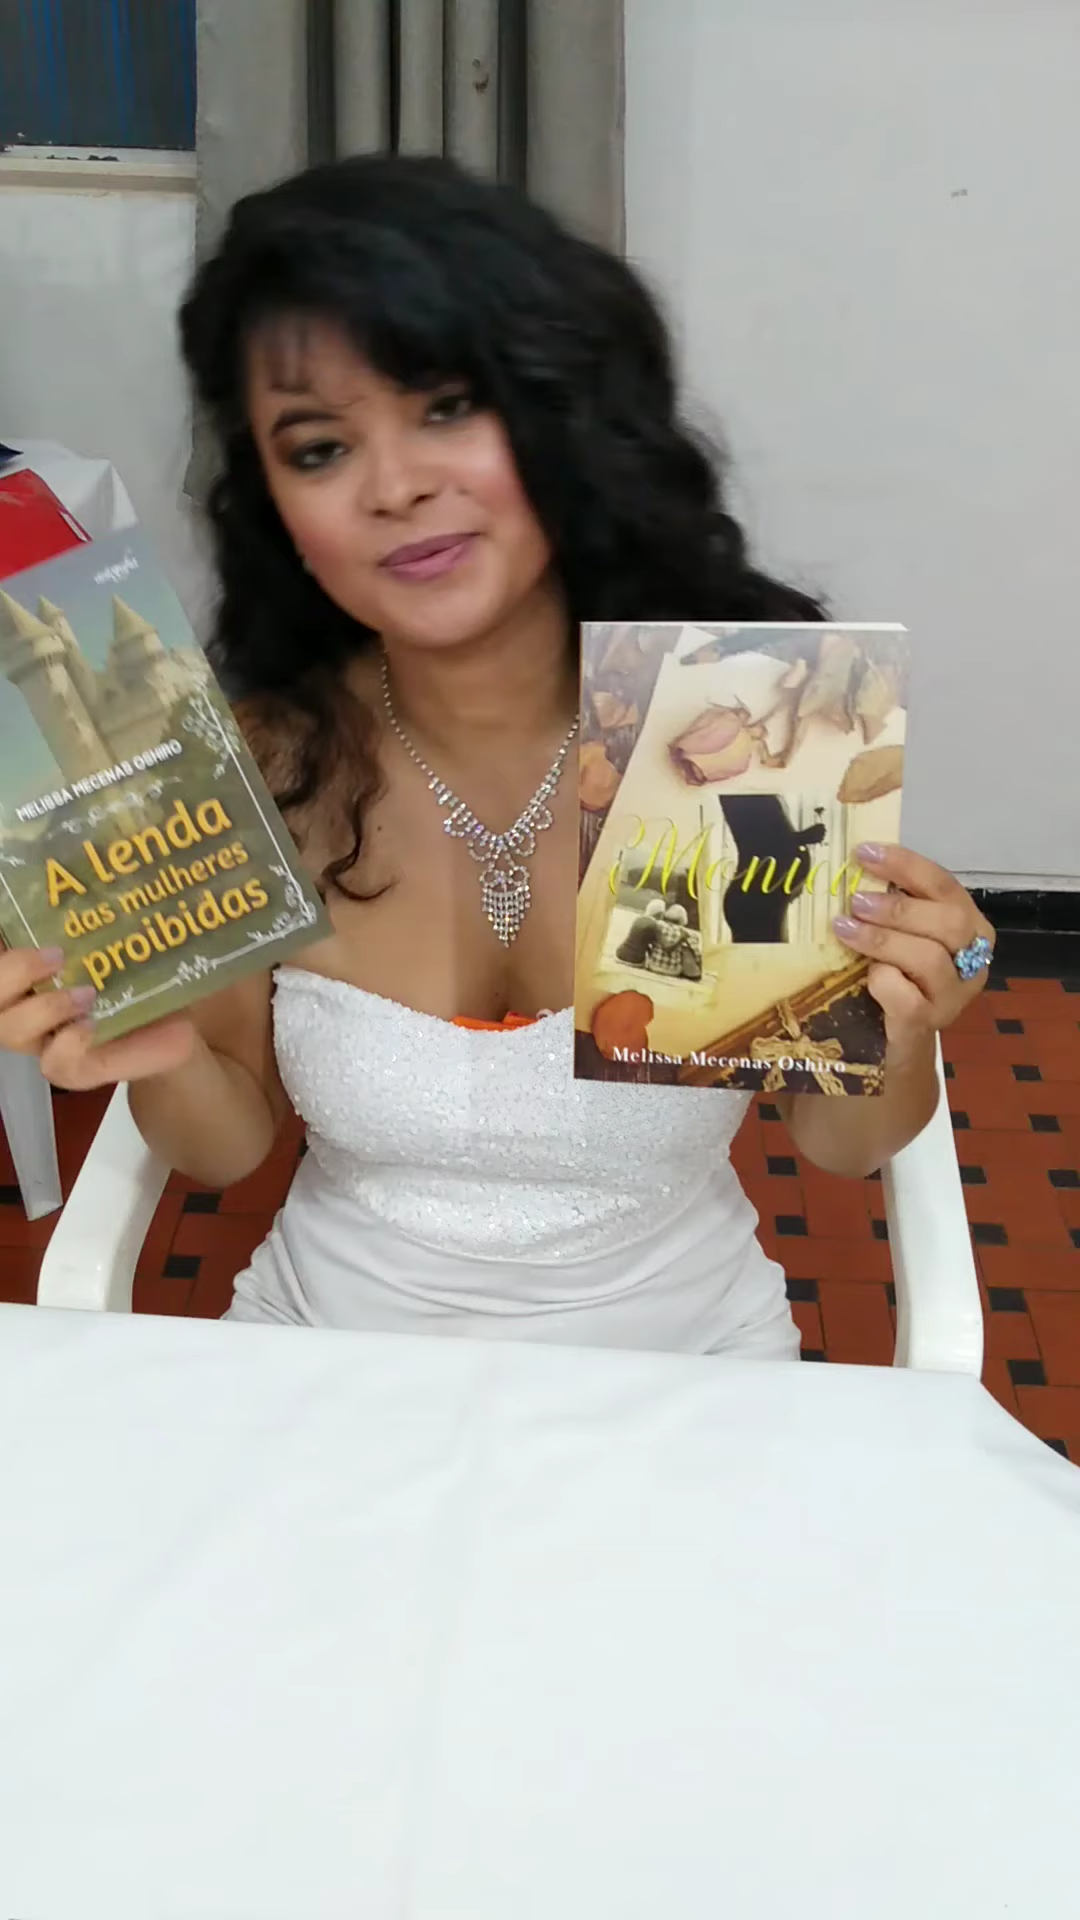 MELISSA MECENAS OSHIRO
A lenda
das mulheres
proibidas
Monica
Melissa Mecenas Oshiro